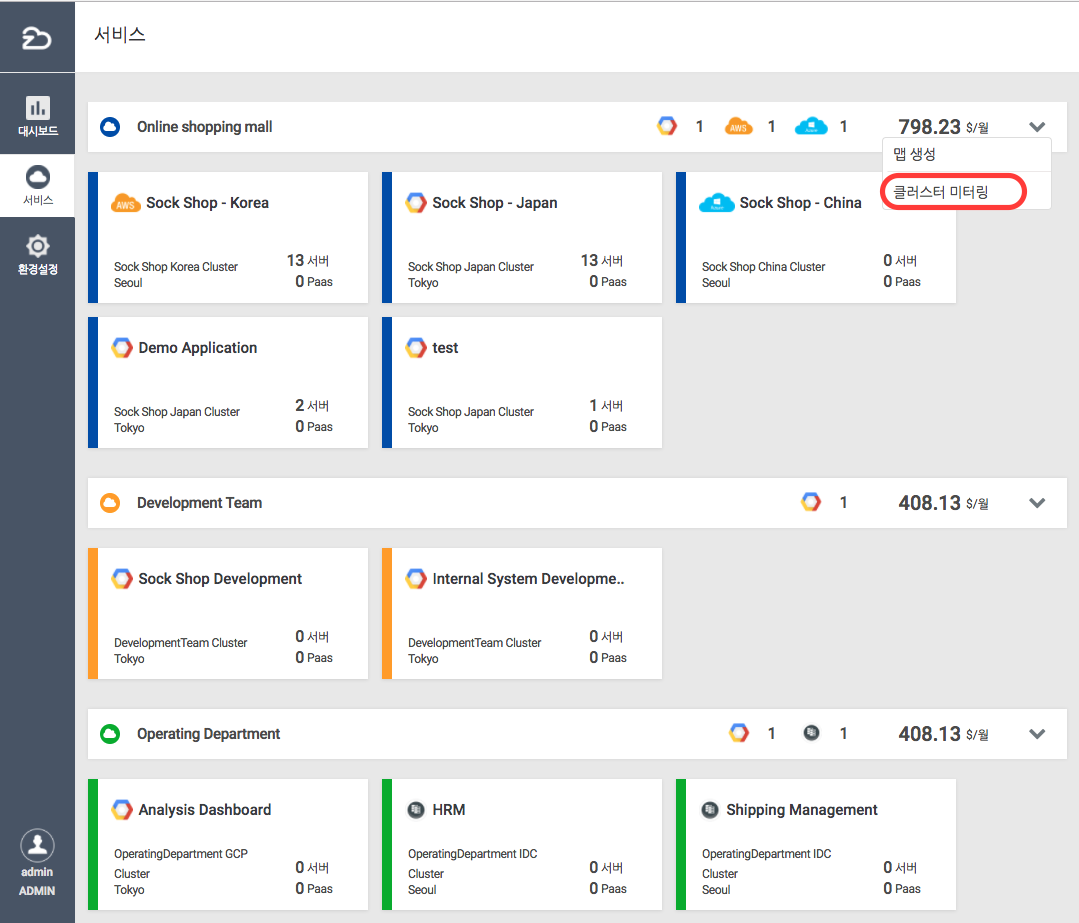 서비스
대시보드
서비스
환경설정
admin
ADMIN
Online shopping mall 1 AWS 1 Azure 1 798.23 $/월
맵 생성
클러스터 미터링
AWS Sock Shop - Korea
Sock Shop Korea Cluster
Seoul
13 서버
0 Paas
Sock Shop - Japan
Sock Shop Japan Cluster
Tokyo
13 서버
0 Paas
Azure Sock Shop - China
Sock Shop China Cluster
Seoul
0 서버
0 Paas
Demo Application
Sock Shop Japan Cluster
Tokyo
2 서버
0 Paas
test
Sock Shop Japan Cluster
Tokyo
1 서버
0 Paas
Development Team 1 408.13 $/월
Sock Shop Development
DevelopmentTeam Cluster
Tokyo
0 서버
0 Paas
Internal System Developme..
DevelopmentTeam Cluster
Tokyo
0 서버
0 Paas
Operating Department 1 1 408.13 $/월
Analysis Dashboard
OperatingDepartment GCP
Cluster
Tokyo
0 서버
0 Paas
HRM
OperatingDepartment IDC
Cluster
Seoul
0 서버
0 Paas
Shipping Management
OperatingDepartment IDC
Cluster
Seoul
0 서버
0 Paas